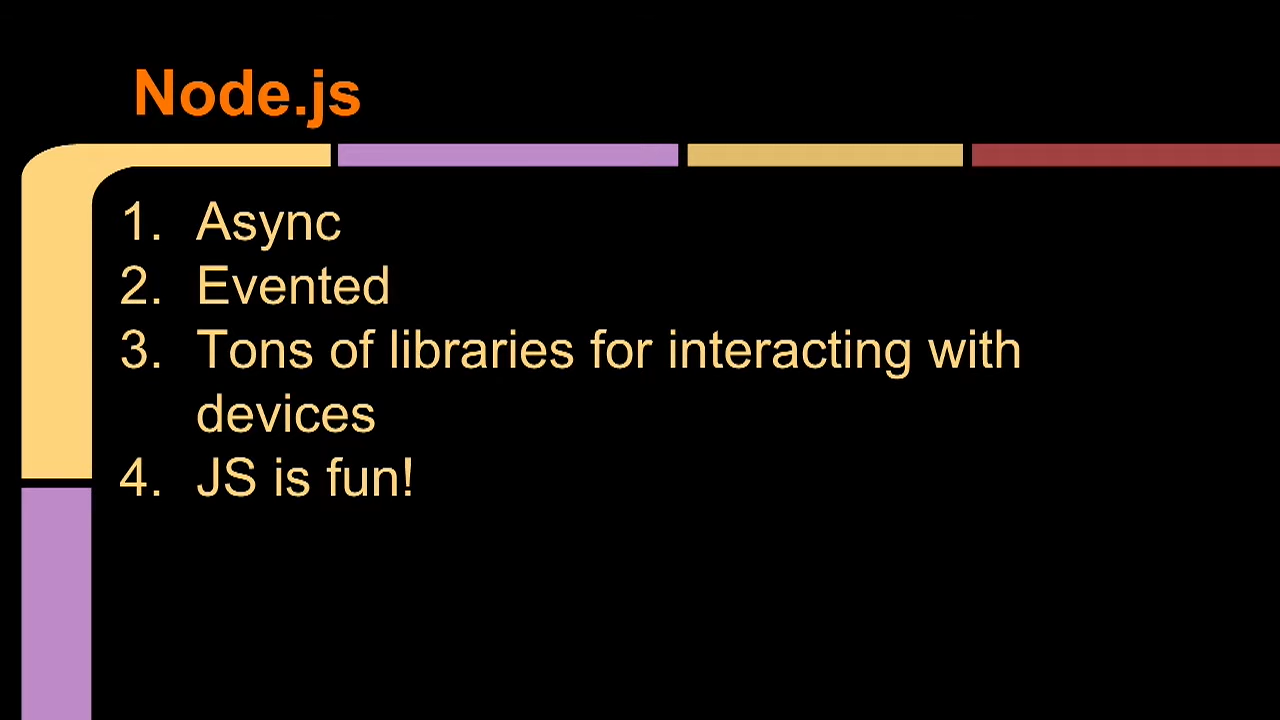 Node.js
1. Async
2. Evented
3. Tons of libraries for interacting with
devices
4. JS is fun!